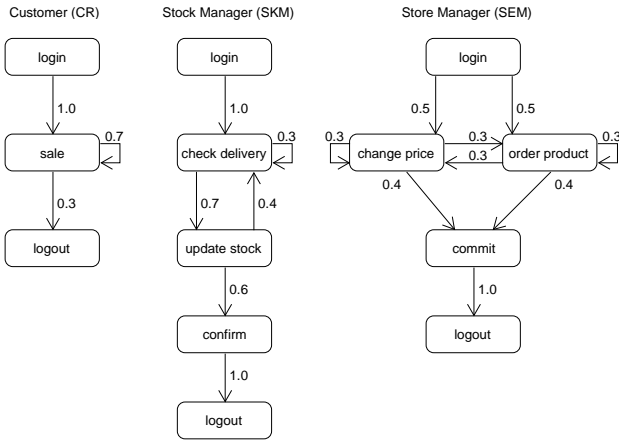 Customer (CR)
login
1.0
sale
0.7
0.3
logout
Stock Manager (SKM)
login
1.0
check delivery
0.3
0.7
0.4
update stock
0.6
confirm
1.0
logout
Store Manager (SEM)
login
0.5
0.5
0.3
change price
0.3
0.3
order product
0.3
0.4
0.4
commit
1.0
logout